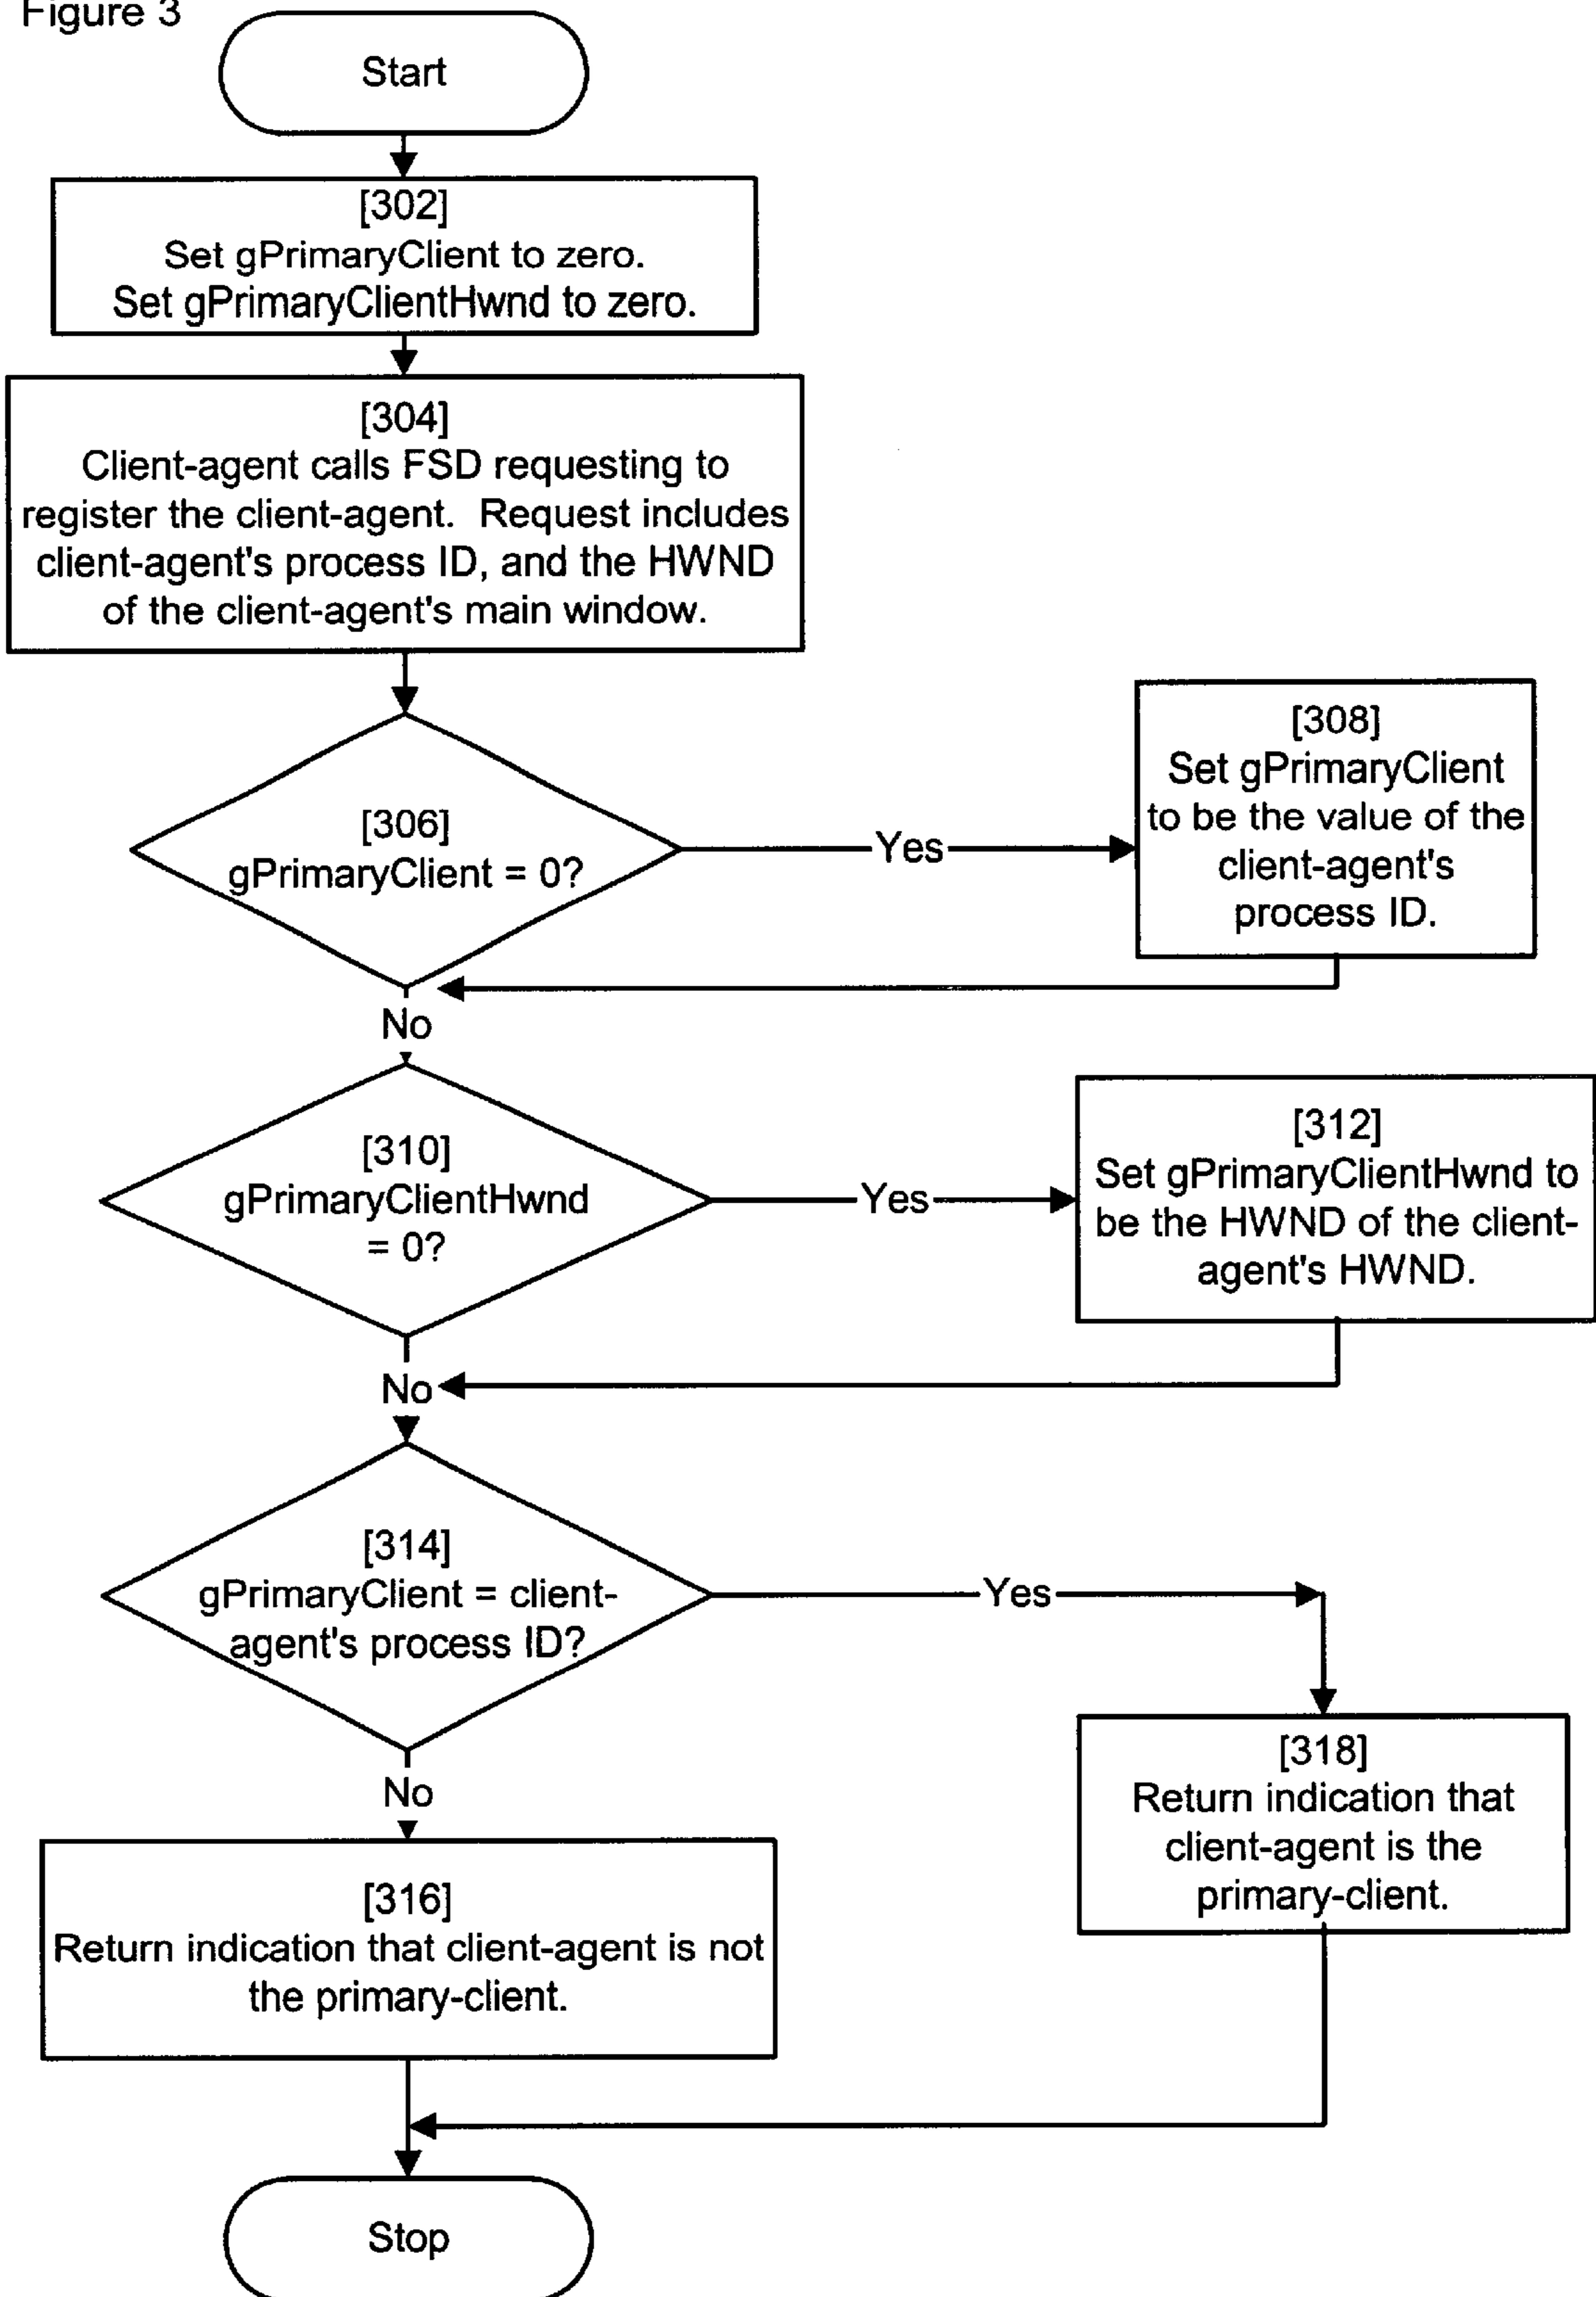 Figure 3
Start
[302]
Set gPrimaryClient to zero.
Set gPrimaryClientHwnd to zero.
[304]
Client-agent calls FSD requesting to
register the client-agent. Request includes
client-agent's process ID, and the HWND
of the client-agent's main window.
[306]
gPrimaryClient = 0?
Yes
[308]
Set gPrimaryClient
to be the value of the
client-agent's
process ID.
No
[310]
gPrimaryClientHwnd
= 0?
Yes
[312]
Set gPrimaryClientHwnd to
be the HWND of the client-
agent's HWND.
No
[314]
gPrimaryClient = client-
agent's process ID?
Yes
No
[318]
Return indication that
client-agent is the
primary-client.
[316]
Return indication that client-agent is not
the primary-client.
Stop